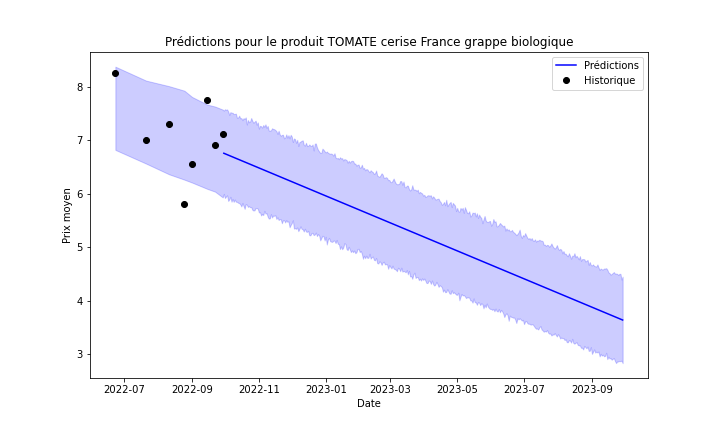 Prédictions pour le produit TOMATE cerise France grappe biologique
Prédictions
Historique
Prix moyen
8
7
6
5
4
3
2022-07
2022-09
2022-11
2023-01
2023-03
2023-05
2023-07
2023-09
Date